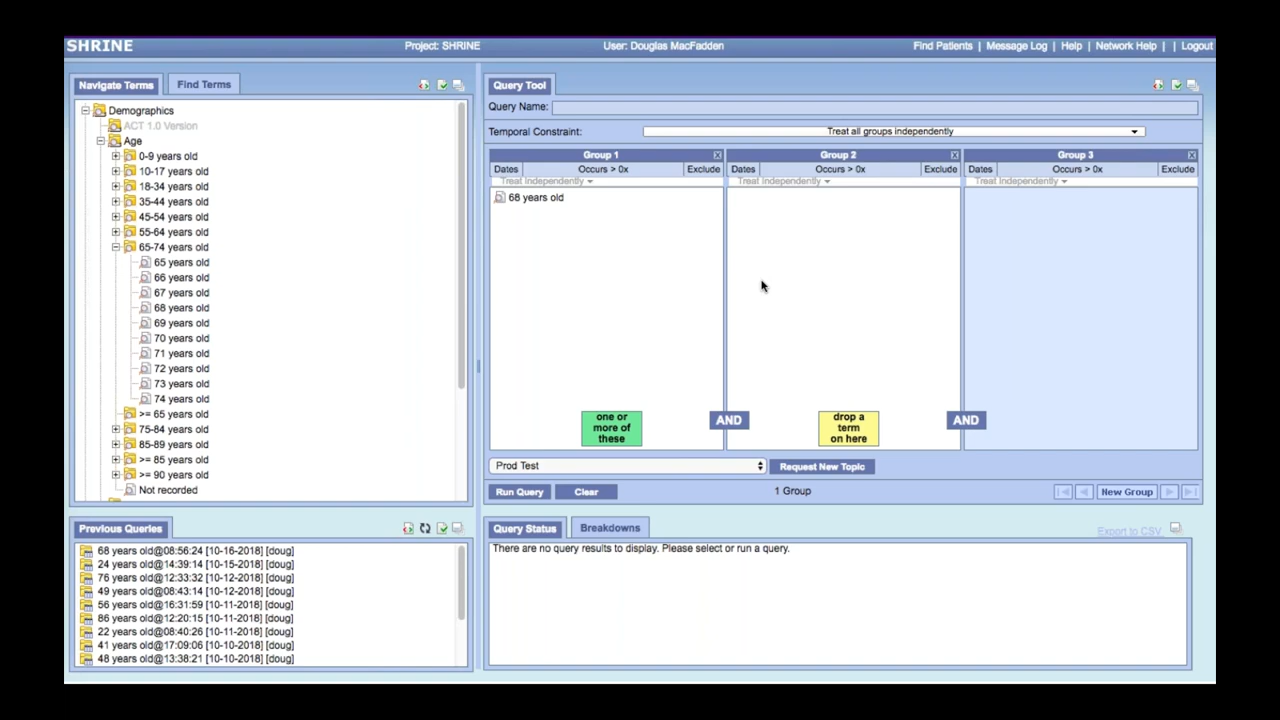 SHRINE
Project: SHRINE
User: Douglas MacFadden
Find Patients | Message Log | Help | Network Help | | Logout
Navigate Terms
Find Terms
Demographics
ACT 1.0 Version
Age
0-9 years old
10-17 years old
18-34 years old
35-44 years old
45-54 years old
55-64 years old
65-74 years old
65 years old
66 years old
67 years old
68 years old
69 years old
70 years old
71 years old
72 years old
73 years old
74 years old
>= 65 years old
75-84 years old
85-89 years old
>= 85 years old
>= 90 years old
Not recorded
Previous Queries
68 years old@08:56:24 [10-16-2018] [doug]
24 years old@14:39:14 [10-15-2018] [doug]
76 years old@12:33:32 [10-12-2018] [doug]
49 years old@08:43:14 [10-12-2018] [doug]
56 years old@16:31:59 [10-11-2018] [doug]
86 years old@12:20:15 [10-11-2018] [doug]
22 years old@08:40:26 [10-11-2018] [doug]
41 years old@17:09:06 [10-10-2018] [doug]
48 years old@13:38:21 [10-10-2018] [doug]
Query Tool
Query Name:
Temporal Constraint:
Treat all groups independently
Group 1
Dates
Occurs > 0x
Exclude
Treat Independently
68 years old
one or
more of
these
AND
Group 2
Dates
Occurs > 0x
Exclude
Treat Independently
drop a
term
on here
AND
Group 3
Dates
Occurs > 0x
Exclude
Treat Independently
Prod Test
Request New Topic
Run Query
Clear
1 Group
New Group
Query Status
Breakdowns
Export to CSV
There are no query results to display. Please select or run a query.